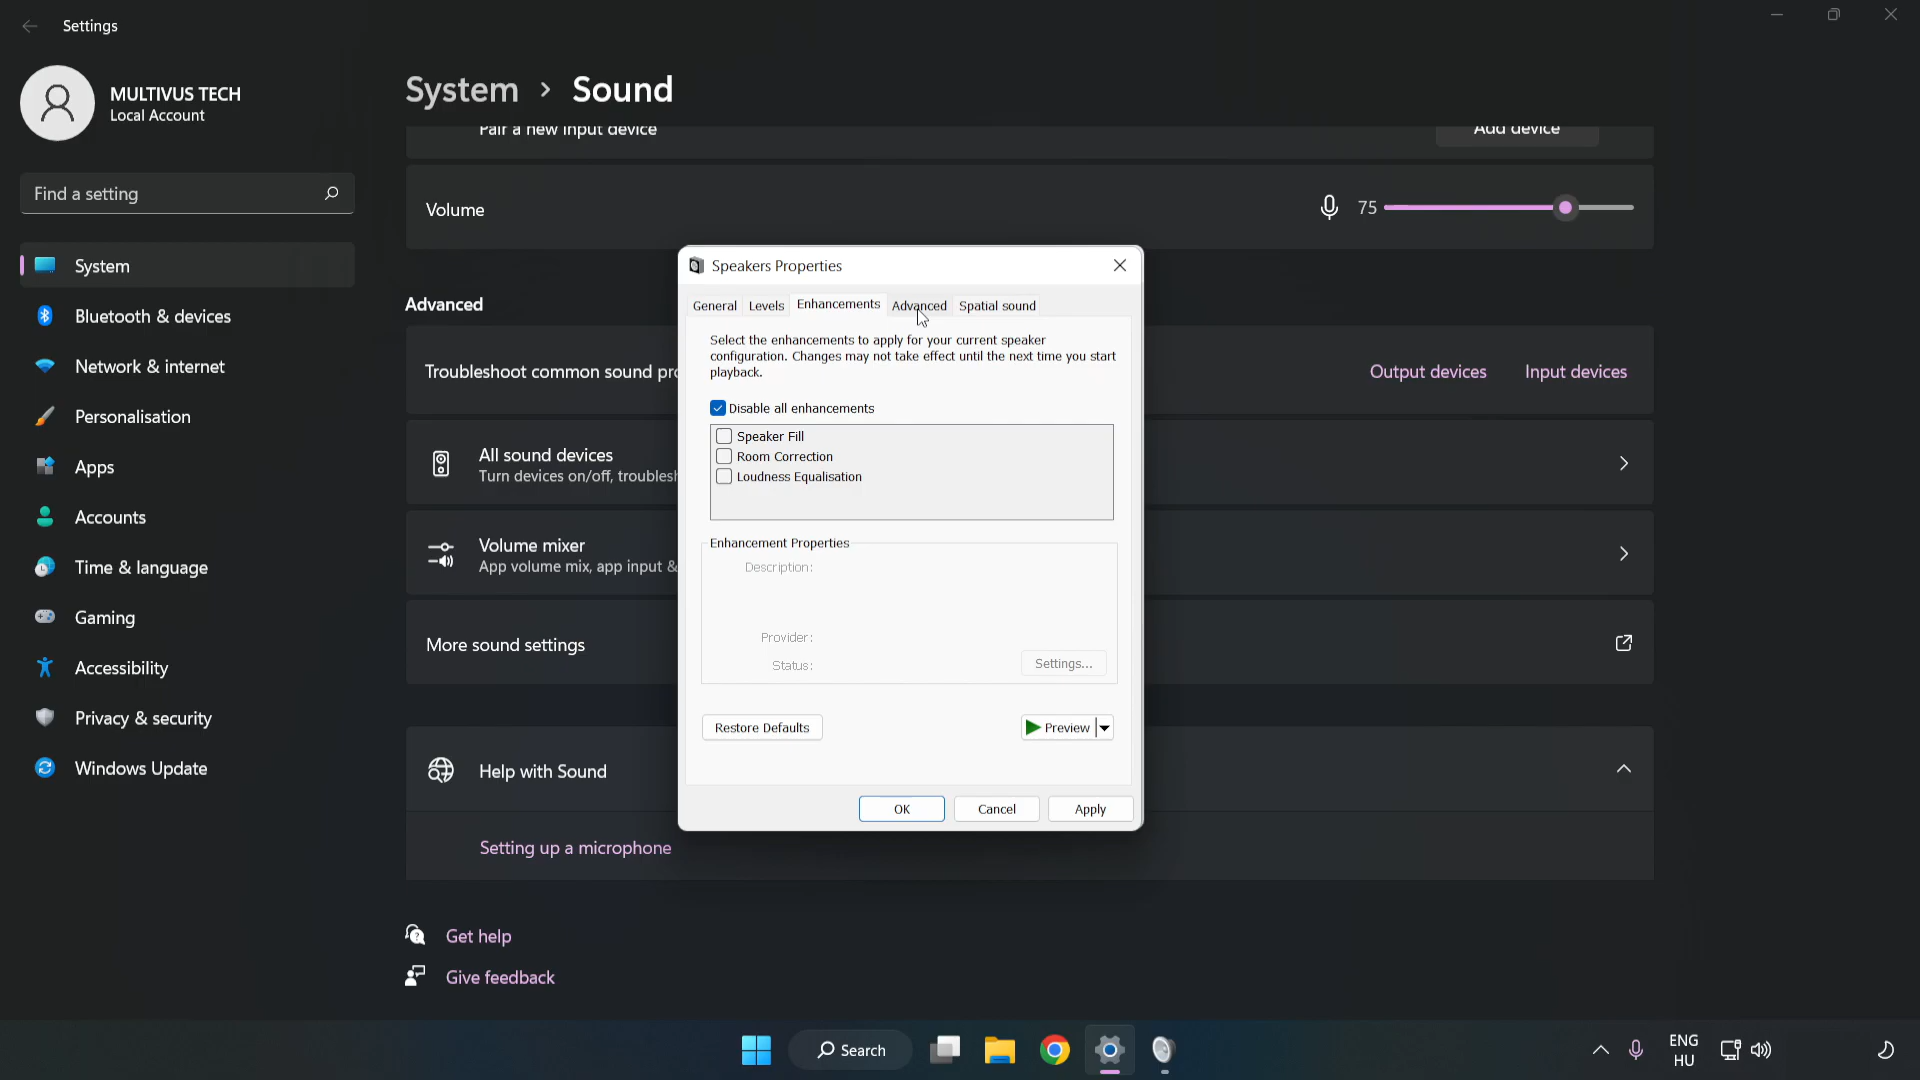 Settings
MULTIVUS TECH
Local Account
Find a setting
System
Bluetooth & devices
Network & internet
Personalisation
Apps
Accounts
Time & language
Gaming
Accessibility
Privacy & security
Windows Update
System › Sound
Pair a new input device
Add device
Volume
75
Advanced
Troubleshoot common sound pro
Output devices
Input devices
All sound devices
Turn devices on/off, troublesh
Volume mixer
App volume mix, app input &
More sound settings
Help with Sound
Setting up a microphone
Get help
Give feedback
Speakers Properties
General
Levels
Enhancements
Advanced
Spatial sound
Select the enhancements to apply for your current speaker
configuration. Changes may not take effect until the next time you start
playback.
Disable all enhancements
Speaker Fill
Room Correction
Loudness Equalisation
Enhancement Properties
Description:
Provider:
Status:
Settings...
Restore Defaults
Preview
OK
Cancel
Apply
Search
ENG
HU